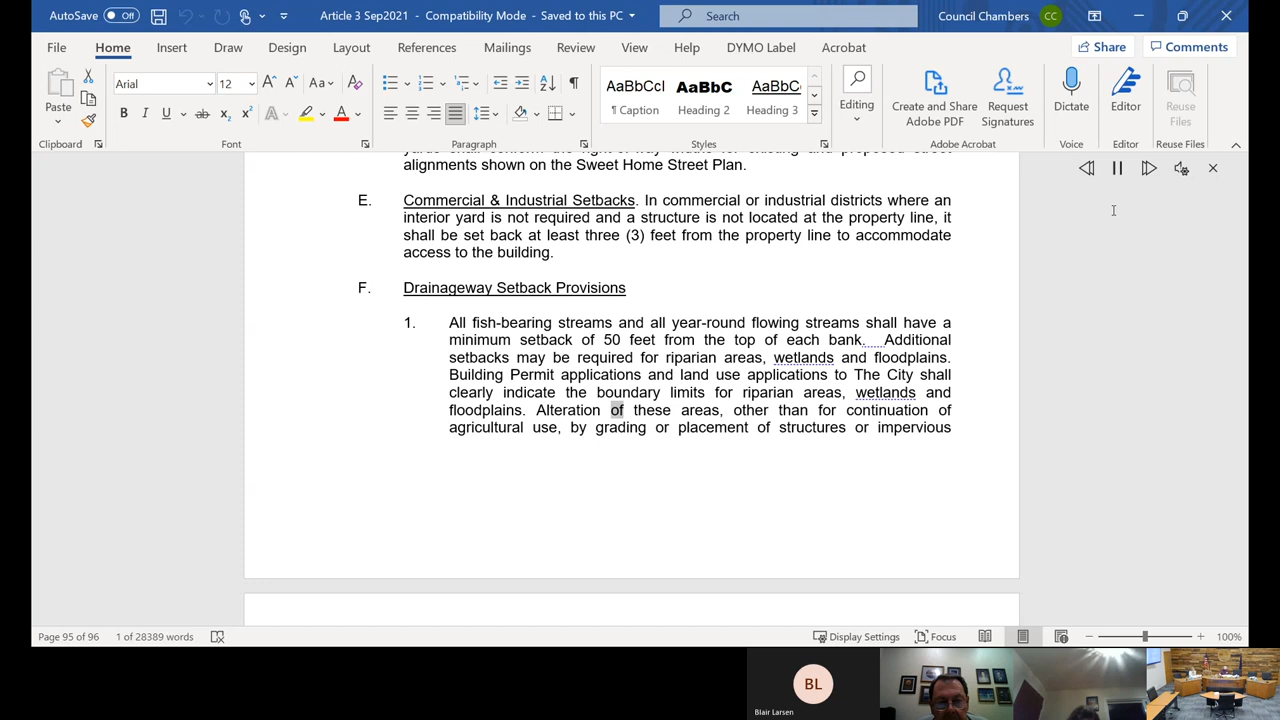 AutoSave Off Article 3 Sep2021 - Compatibility Mode - Saved to this PC Search Council Chambers CC
File Home Insert Draw Design Layout References Mailings Review View Help DYMO Label Acrobat Share Comments
Paste Arial 12 Aa AaBbCcI AaBbC AaBbCc Editing Create and Share Adobe PDF Request Signatures Dictate Editor Reuse Files
B I U ab x₂ x² A A ¶ Caption Heading 2 Heading 3
Clipboard Font Paragraph Styles Adobe Acrobat Voice Editor Reuse Files
alignments shown on the Sweet Home Street Plan.
E. Commercial & Industrial Setbacks. In commercial or industrial districts where an
interior yard is not required and a structure is not located at the property line, it
shall be set back at least three (3) feet from the property line to accommodate
access to the building.
F. Drainageway Setback Provisions
1. All fish-bearing streams and all year-round flowing streams shall have a
minimum setback of 50 feet from the top of each bank. Additional
setbacks may be required for riparian areas, wetlands and floodplains.
Building Permit applications and land use applications to The City shall
clearly indicate the boundary limits for riparian areas, wetlands and
floodplains. Alteration of these areas, other than for continuation of
agricultural use, by grading or placement of structures or impervious
Page 95 of 96 1 of 28389 words Display Settings Focus 100%
BL
Blair Larsen